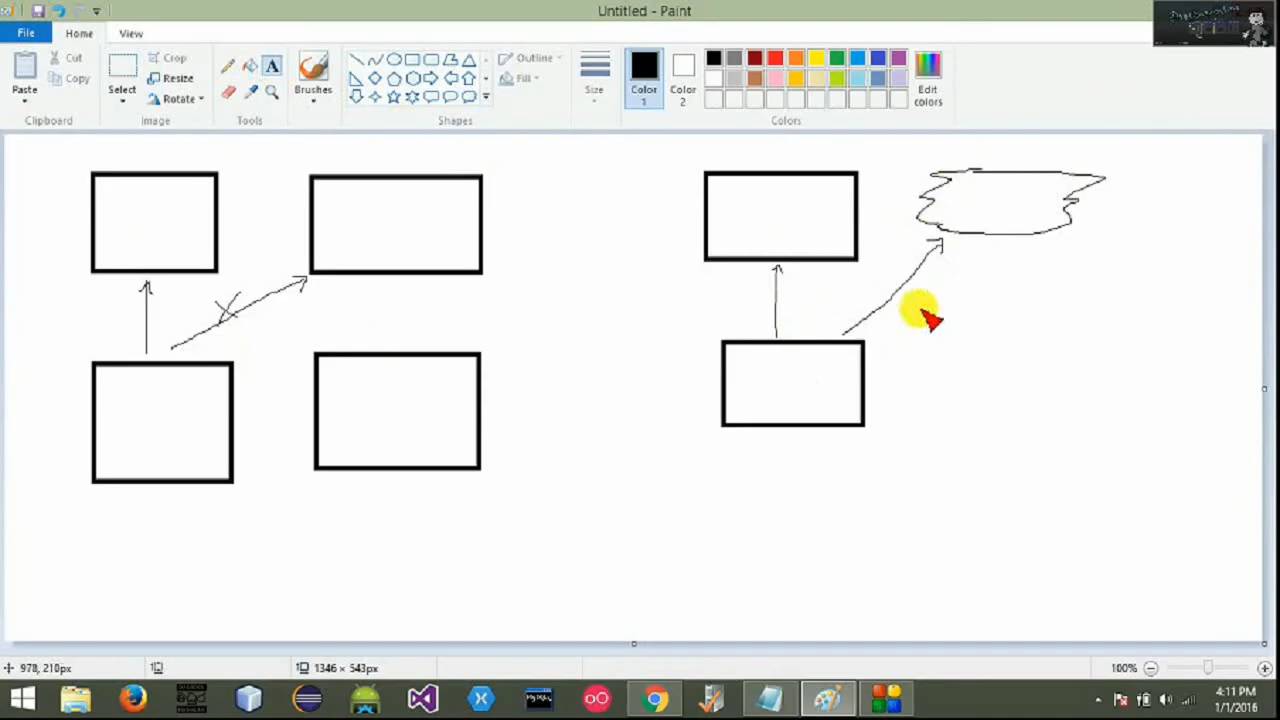 Untitled - Paint
File Home View
Cut
Copy
Paste
Clipboard
Select
Crop
Resize
Rotate
Image
A
Tools
Brushes
Outline
Fill
Shapes
Size
Color 1
Color 2
Edit colors
Colors
978, 210px
1346 × 543px
100%
4:11 PM
1/1/2016